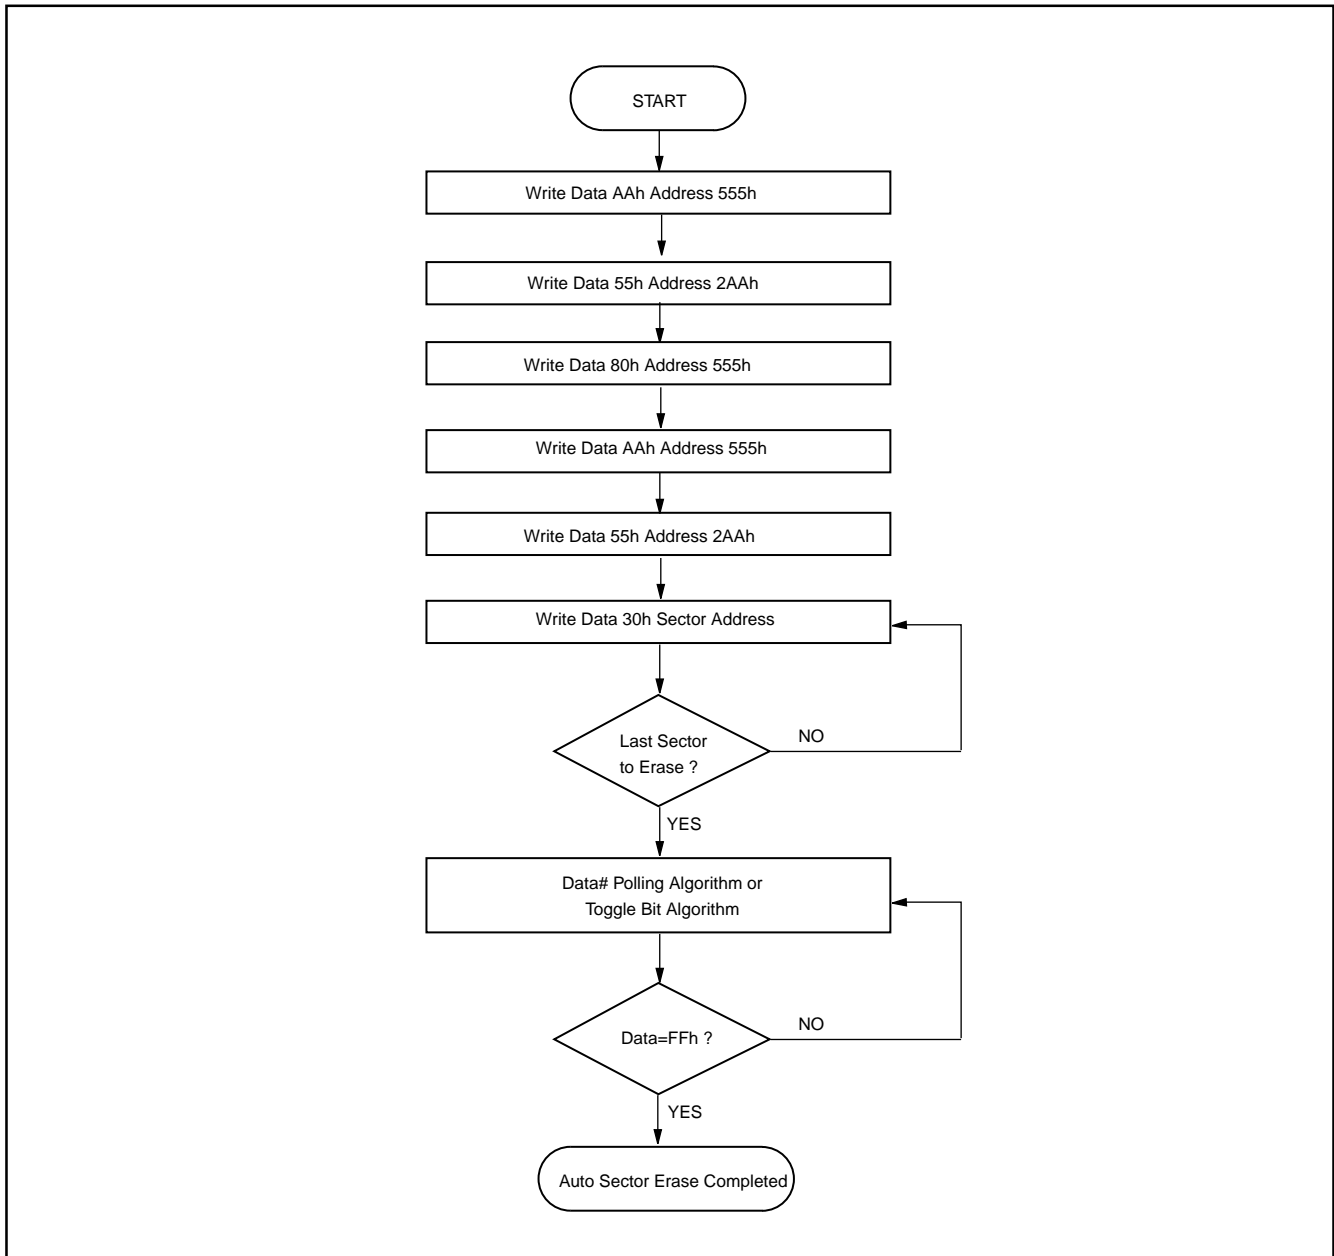 START
Write Data AAh Address 555h
Write Data 55h Address 2AAh
Write Data 80h Address 555h
Write Data AAh Address 555h
Write Data 55h Address 2AAh
Write Data 30h Sector Address
Last Sector
to Erase ?
NO
YES
Data# Polling Algorithm or
Toggle Bit Algorithm
Data=FFh ?
NO
YES
Auto Sector Erase Completed